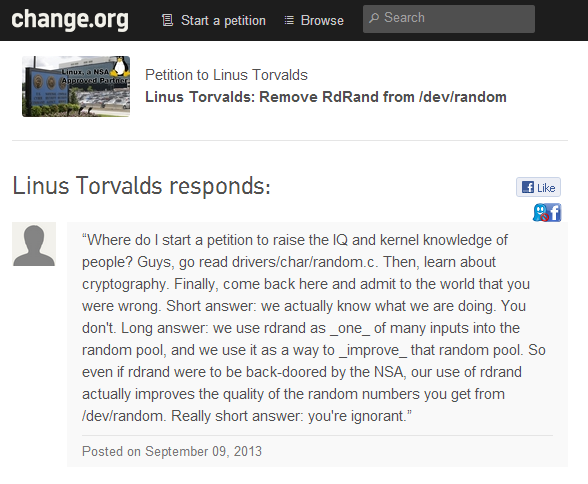 change.org
Start a petition
Browse
Search
Linux, a NSA
Approved Partner
Petition to Linus Torvalds
Linus Torvalds: Remove RdRand from /dev/random
Linus Torvalds responds:
Like
“Where do I start a petition to raise the IQ and kernel knowledge of
people? Guys, go read drivers/char/random.c. Then, learn about
cryptography. Finally, come back here and admit to the world that you
were wrong. Short answer: we actually know what we are doing. You
don't. Long answer: we use rdrand as _one_ of many inputs into the
random pool, and we use it as a way to _improve_ that random pool. So
even if rdrand were to be back-doored by the NSA, our use of rdrand
actually improves the quality of the random numbers you get from
/dev/random. Really short answer: you're ignorant.”
Posted on September 09, 2013